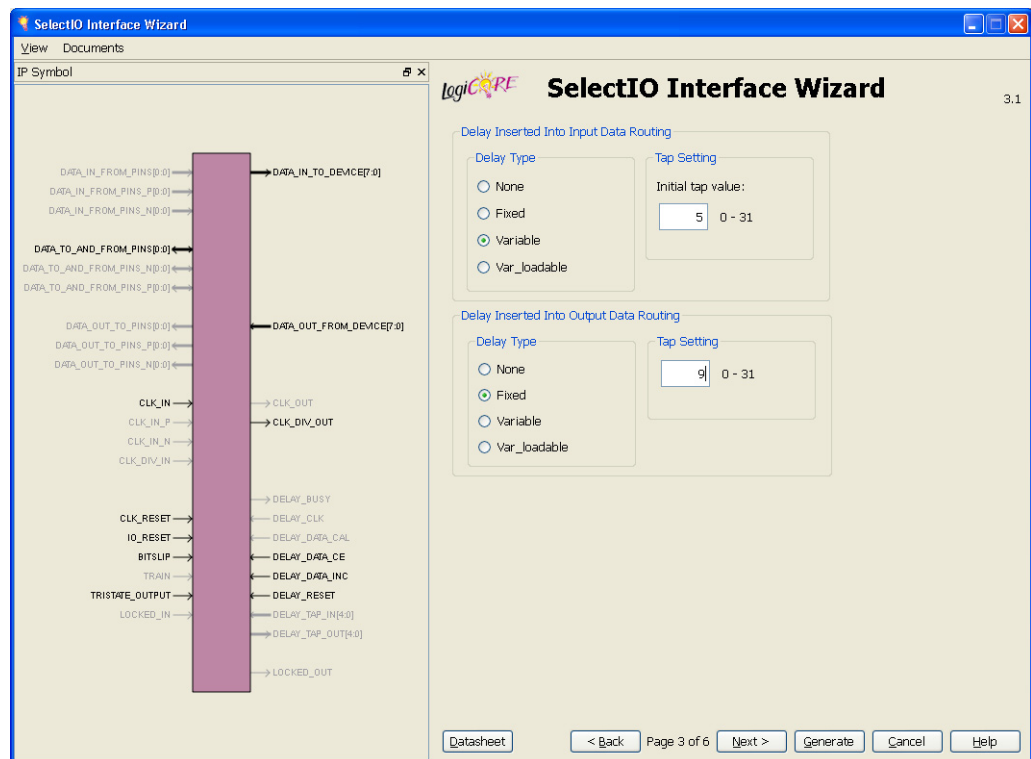 SelectIO Interface Wizard
View Documents
IP Symbol
DATA_IN_FROM_PINS[0:0]
DATA_IN_FROM_PINS_P[0:0]
DATA_IN_FROM_PINS_N[0:0]
DATA_TO_AND_FROM_PINS[0:0]
DATA_TO_AND_FROM_PINS_N[0:0]
DATA_TO_AND_FROM_PINS_P[0:0]
DATA_OUT_TO_PINS[0:0]
DATA_OUT_TO_PINS_P[0:0]
DATA_OUT_TO_PINS_N[0:0]
CLK_IN
CLK_IN_P
CLK_IN_N
CLK_DIV_IN
CLK_RESET
IO_RESET
BITSLIP
TRAIN
TRISTATE_OUTPUT
LOCKED_IN
DATA_IN_TO_DEVICE[7:0]
DATA_OUT_FROM_DEVICE[7:0]
CLK_OUT
CLK_DIV_OUT
DELAY_BUSY
DELAY_CLK
DELAY_DATA_CAL
DELAY_DATA_CE
DELAY_DATA_INC
DELAY_RESET
DELAY_TAP_IN[4:0]
DELAY_TAP_OUT[4:0]
LOCKED_OUT
logiCORE
SelectIO Interface Wizard
3.1
Delay Inserted Into Input Data Routing
Delay Type
None
Fixed
Variable
Var_loadable
Tap Setting
Initial tap value:
5 0 - 31
Delay Inserted Into Output Data Routing
Delay Type
None
Fixed
Variable
Var_loadable
Tap Setting
9 0 - 31
Datasheet < Back Page 3 of 6 Next > Generate Cancel Help